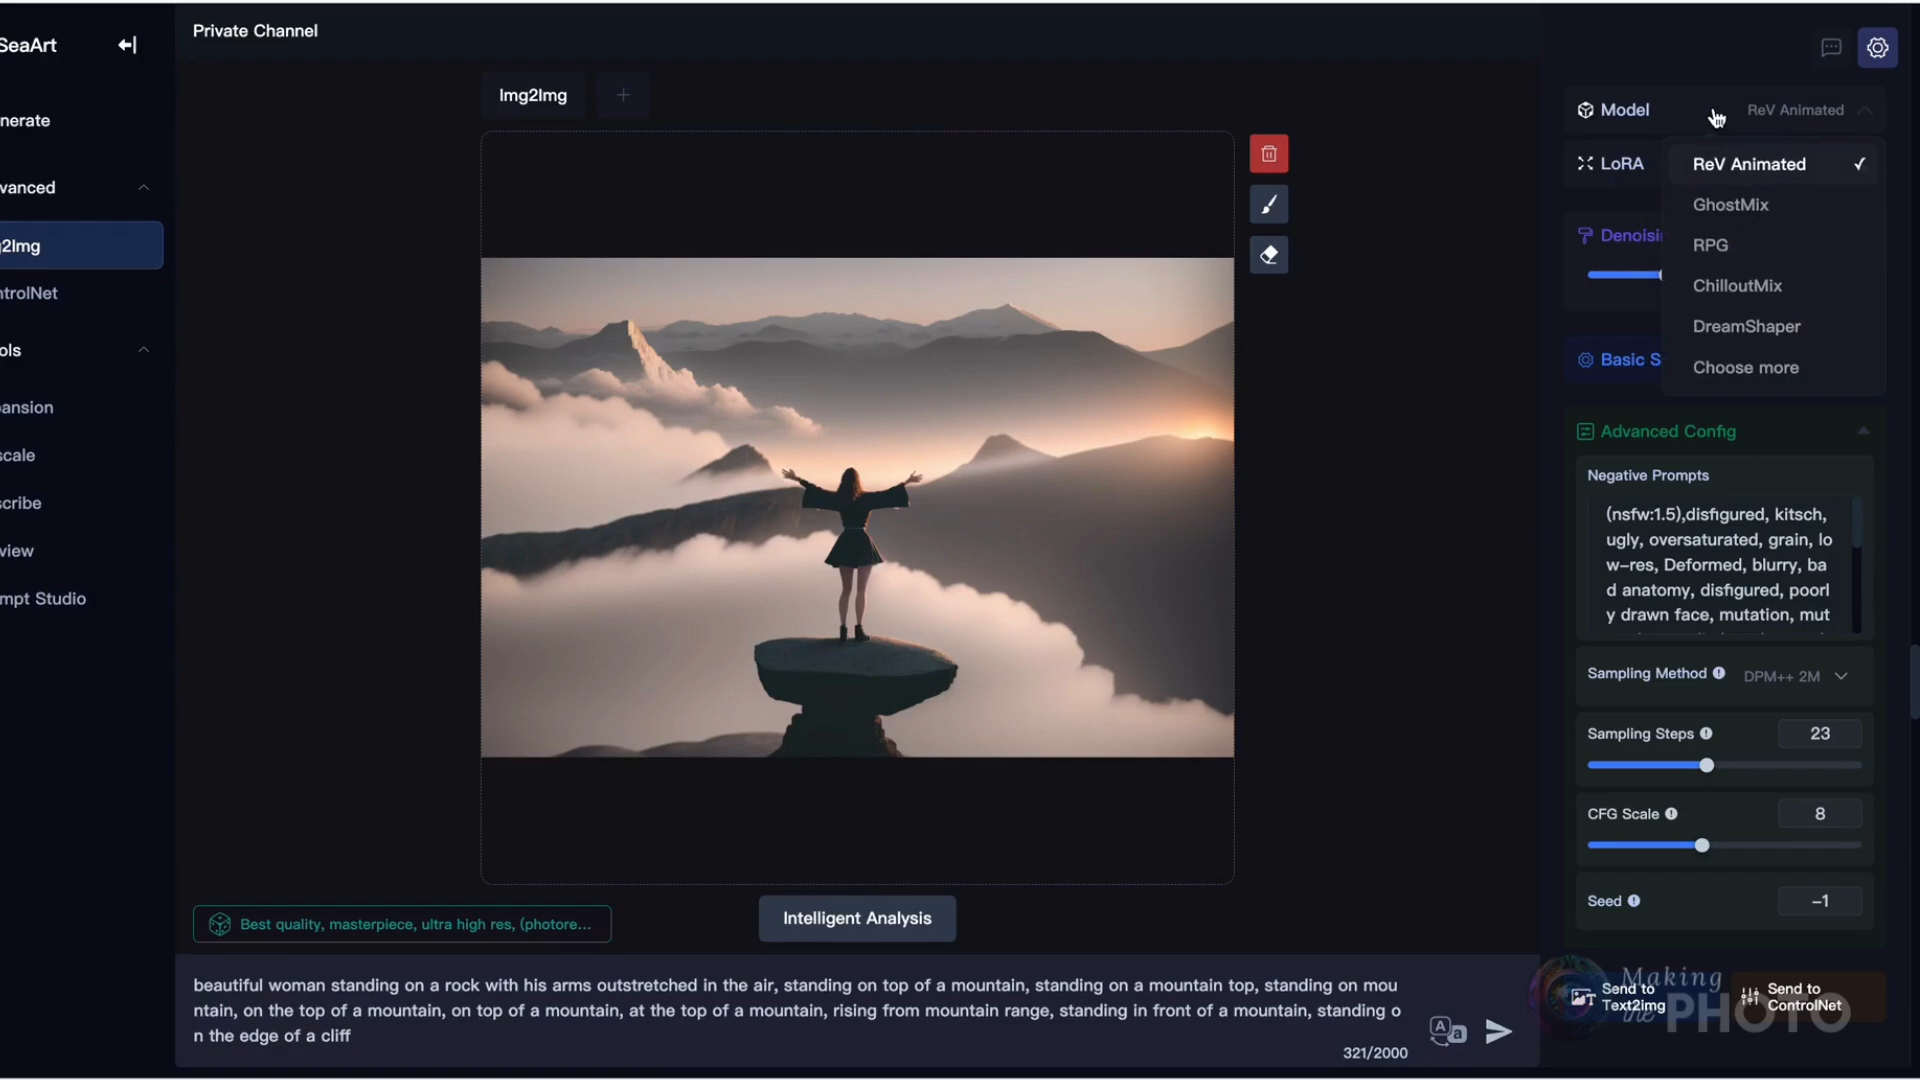 SeaArt
Private Channel
Img2Img
+
nerate
vanced
g2Img
ntrolNet
ols
pansion
scale
scribe
view
mpt Studio
Model
ReV Animated
LoRA
ReV Animated
GhostMix
RPG
ChilloutMix
DreamShaper
Choose more
Denoisi
Basic S
Advanced Config
Negative Prompts
(nsfw:1.5),disfigured, kitsch,
ugly, oversaturated, grain, lo
w-res, Deformed, blurry, ba
d anatomy, disfigured, poorl
y drawn face, mutation, mut
Sampling Method
DPM++ 2M
Sampling Steps
23
CFG Scale
8
Seed
-1
Best quality, masterpiece, ultra high res, (photore...
Intelligent Analysis
beautiful woman standing on a rock with his arms outstretched in the air, standing on top of a mountain, standing on a mountain top, standing on mou
ntain, on the top of a mountain, on top of a mountain, at the top of a mountain, rising from mountain range, standing in front of a mountain, standing o
n the edge of a cliff
321/2000
Send to
Text2img
Send to
ControlNet
Making
the PHOTO